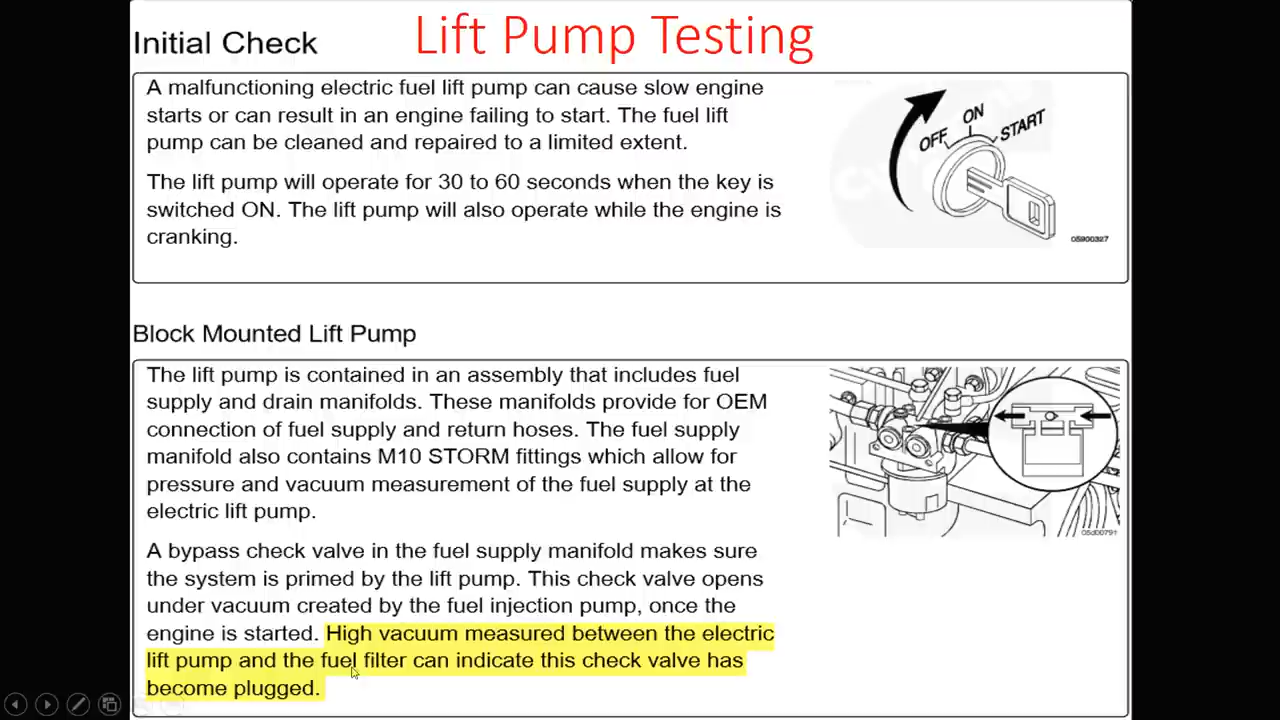 Lift Pump Testing
Initial Check
A malfunctioning electric fuel lift pump can cause slow engine
starts or can result in an engine failing to start. The fuel lift
pump can be cleaned and repaired to a limited extent.
The lift pump will operate for 30 to 60 seconds when the key is
switched ON. The lift pump will also operate while the engine is
cranking.
OFF
ON
START
05900327
Block Mounted Lift Pump
The lift pump is contained in an assembly that includes fuel
supply and drain manifolds. These manifolds provide for OEM
connection of fuel supply and return hoses. The fuel supply
manifold also contains M10 STORM fittings which allow for
pressure and vacuum measurement of the fuel supply at the
electric lift pump.
A bypass check valve in the fuel supply manifold makes sure
the system is primed by the lift pump. This check valve opens
under vacuum created by the fuel injection pump, once the
engine is started. High vacuum measured between the electric
lift pump and the fuel filter can indicate this check valve has
become plugged.